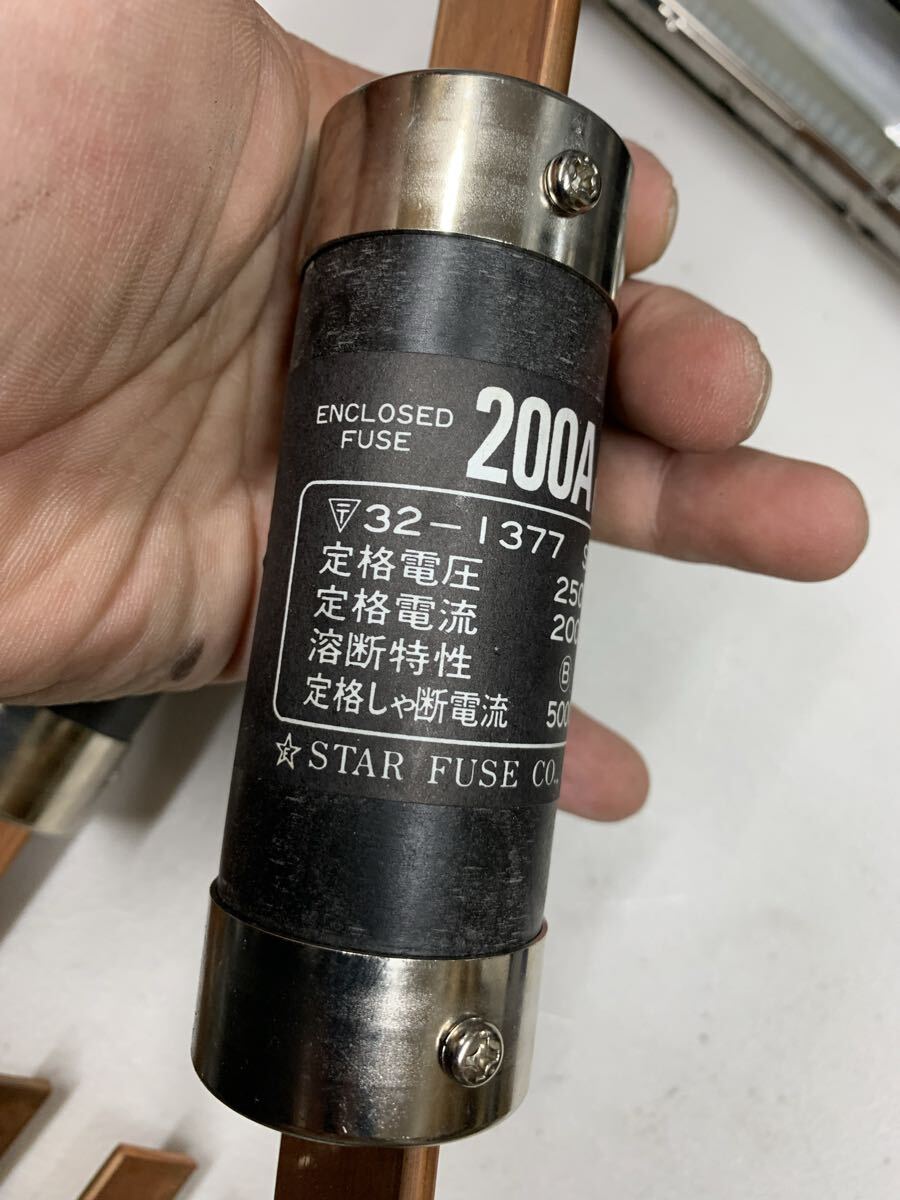 ENCLOSED
FUSE
200A
〒32-1377 S
定格電圧 250
定格電流 200
溶断特性 Ⓑ
定格しゃ断電流 500
STAR FUSE CO.,